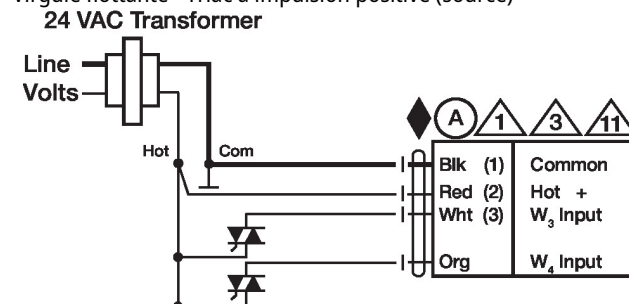 Virgule flottante - Triac à impulsion positive (source)
24 VAC Transformer
Line
Volts
Hot
Com
A 1 3 11
Blk (1) Common
Red (2) Hot +
Wht (3) W3 Input
Org W4 Input